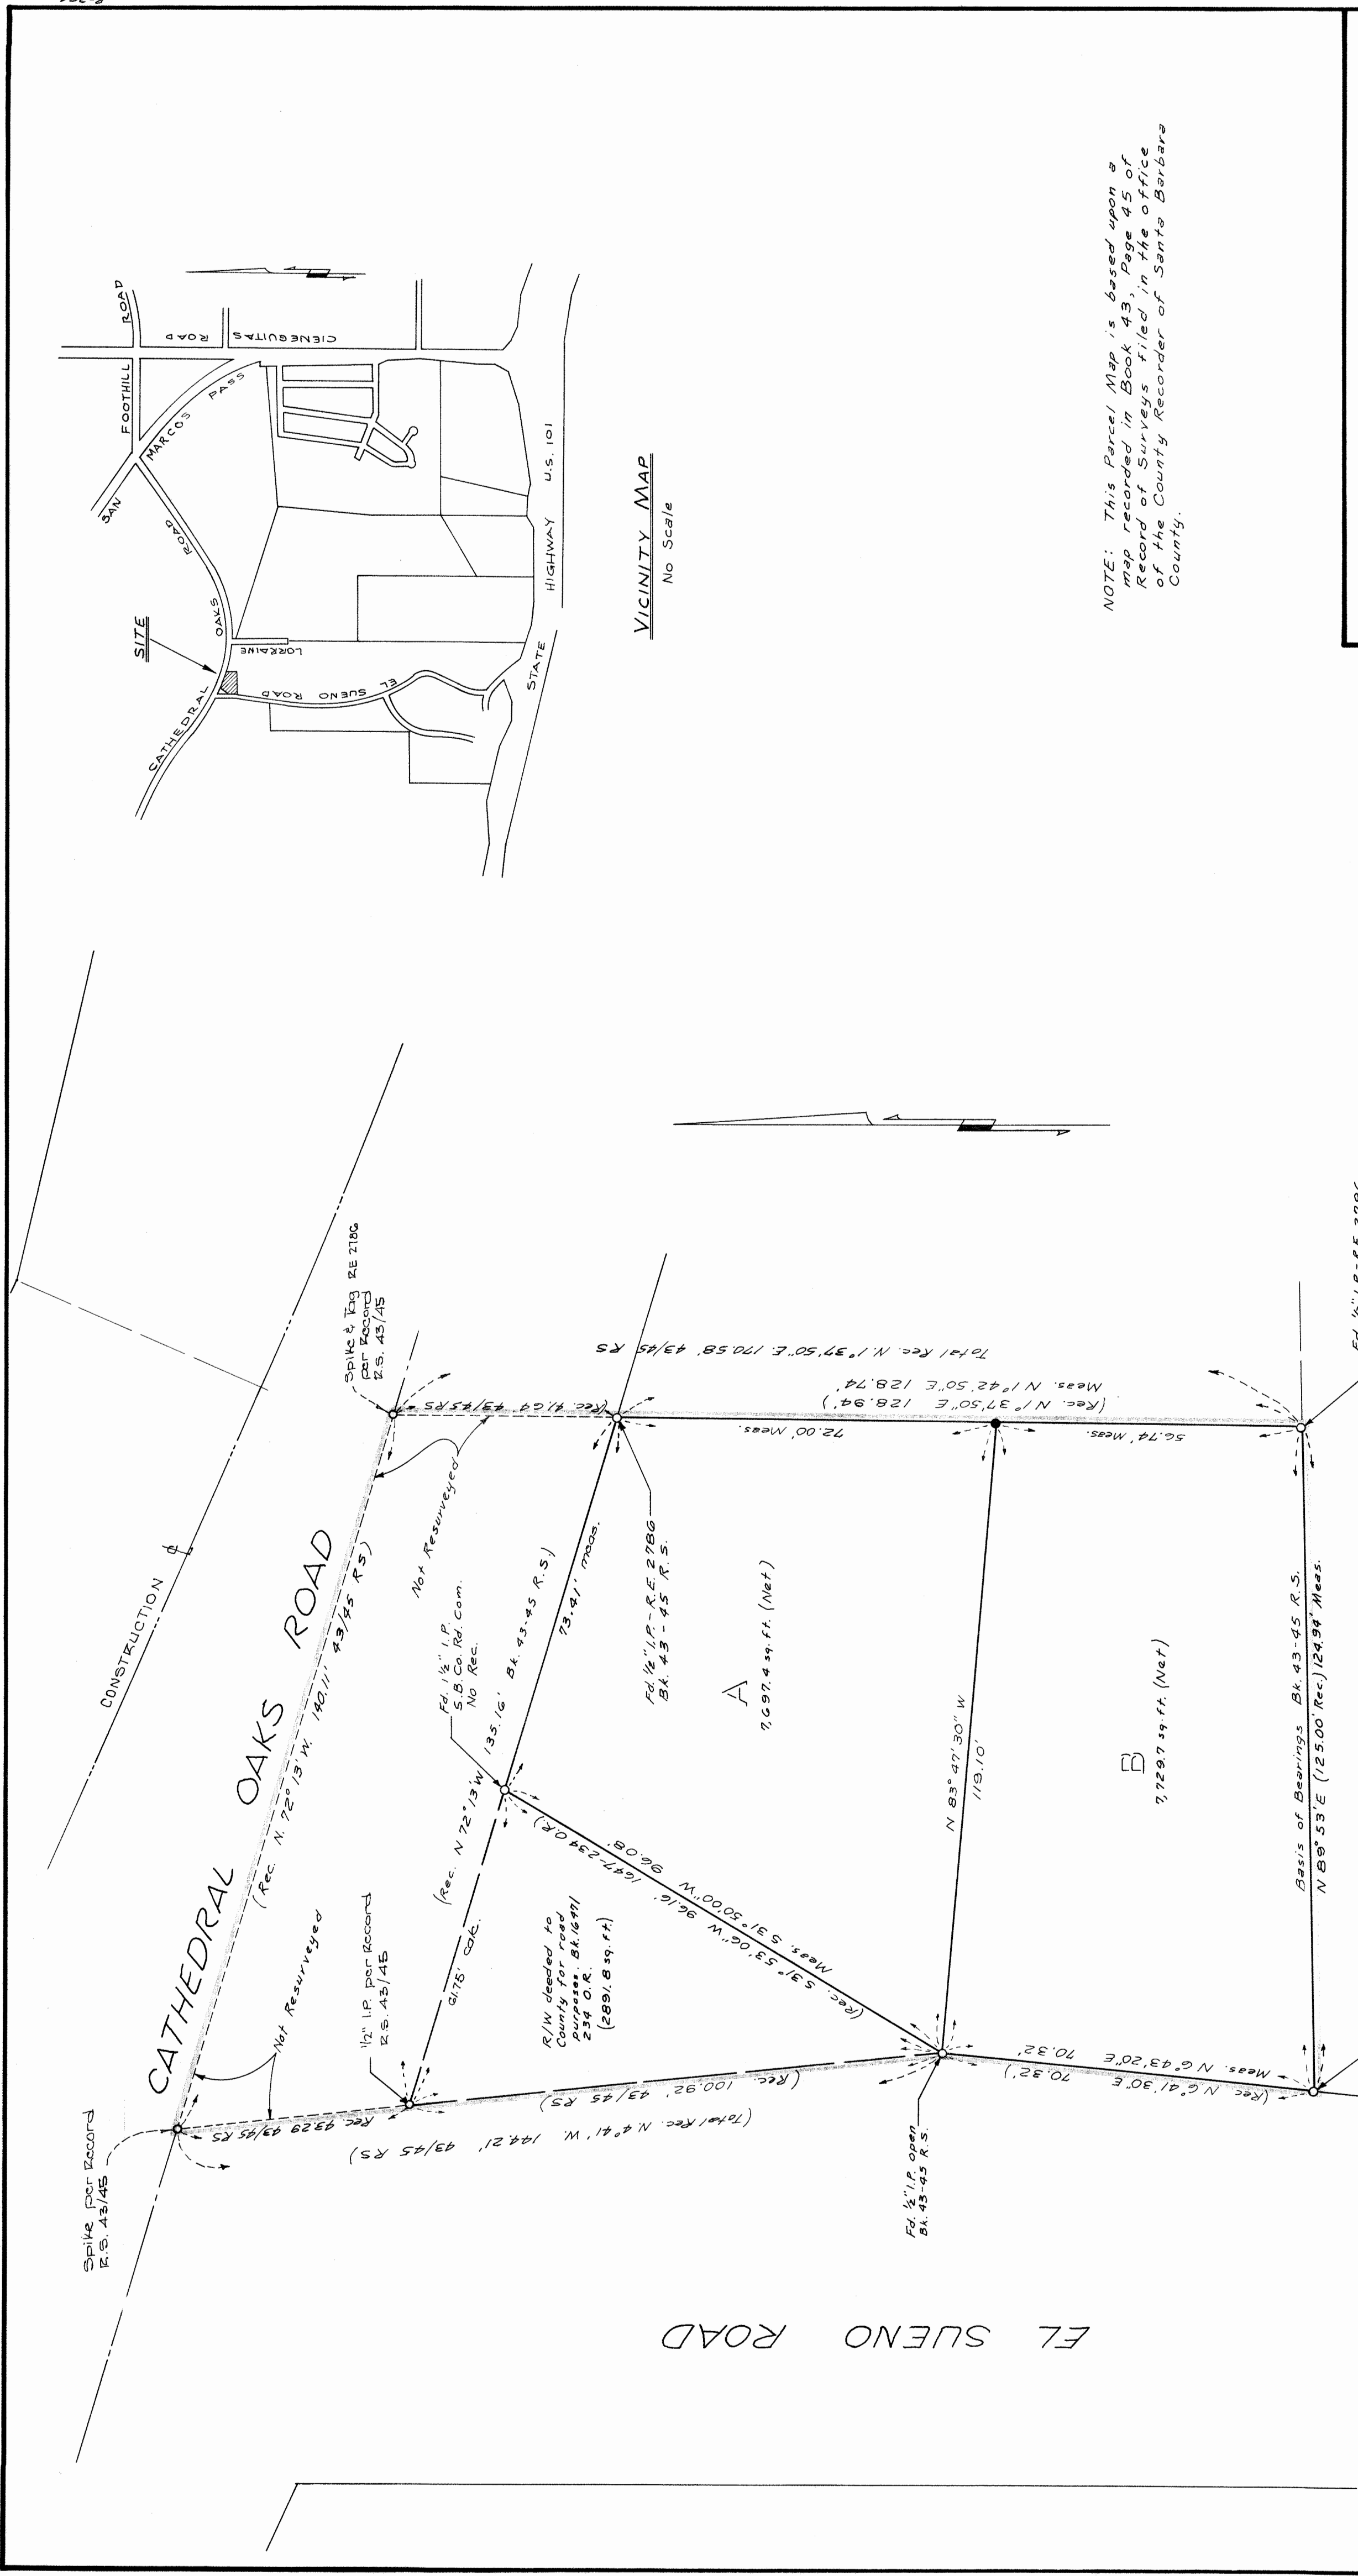 FOOTHILL ROAD
SAN MARCOS PASS
ROAD
CIENEGUITAS
CATHEDRAL OAKS ROAD
SITE
LORRAINE
EL SUENO ROAD
STATE
HIGHWAY U.S. 101
VICINITY MAP
No Scale
NOTE: This Parcel Map is based upon a
map recorded in Book 43, Page 45 of
Record of Surveys filed in the office
of the County Recorder of Santa Barbara
County.
CONSTRUCTION ℄
CATHEDRAL OAKS ROAD
(Rec. N. 72° 13' W. 140.11' 43/45 RS)
Spike per Record
R.S. 43/45
Spike & Tag RE 2786
per Record
R.S. 43/45
Not Resurveyed
Not Resurveyed
Rec. 43.29 43/45 RS
(Rec. 41.64 43/45 RS
1/2" I.P. per Record
R.S. 43/45
Fd. 1 1/2" I.P.
S.B. Co. Rd. Com.
No Rec.
(Rec. N 72° 13' W 135.16' Bk. 43-45 R.S.)
61.75' calc.
73.41' meas.
Fd. 1/2" I.P. - R.E. 2786
Bk. 43 - 45 R.S.
Total Rec. N. 1° 37' 50" E. 170.58' 43/45 RS
Meas. N 1° 42' 50" E 128.74'
(Rec. N 1° 37' 50" E 128.94')
72.00' Meas.
56.74' Meas.
R/W deeded to
County for road
purposes. Bk. 16471
234 O.R.
(2891.8 sq. ft.)
(Total Rec. N. 4° 41' W. 144.21' 43/45 RS)
(Rec. 100.92' 43/45 RS)
(Rec. S 31° 53' 06" W 96.16' 1647-234 O.R.)
Meas. S 31° 50' 00" W 96.08'
A
7,697.4 sq. ft. (Net)
N 83° 47' 30" W
119.10'
B
7,729.7 sq. ft. (Net)
Fd. 1/2" I.P. open
Bk. 43-45 R.S.
Meas. N 6° 43' 20" E 70.32'
(Rec. N 6° 41' 30" E 70.32')
Basis of Bearings Bk. 43-45 R.S.
N 89° 53' E (125.00' Rec.) 124.94' Meas.
EL SUENO ROAD